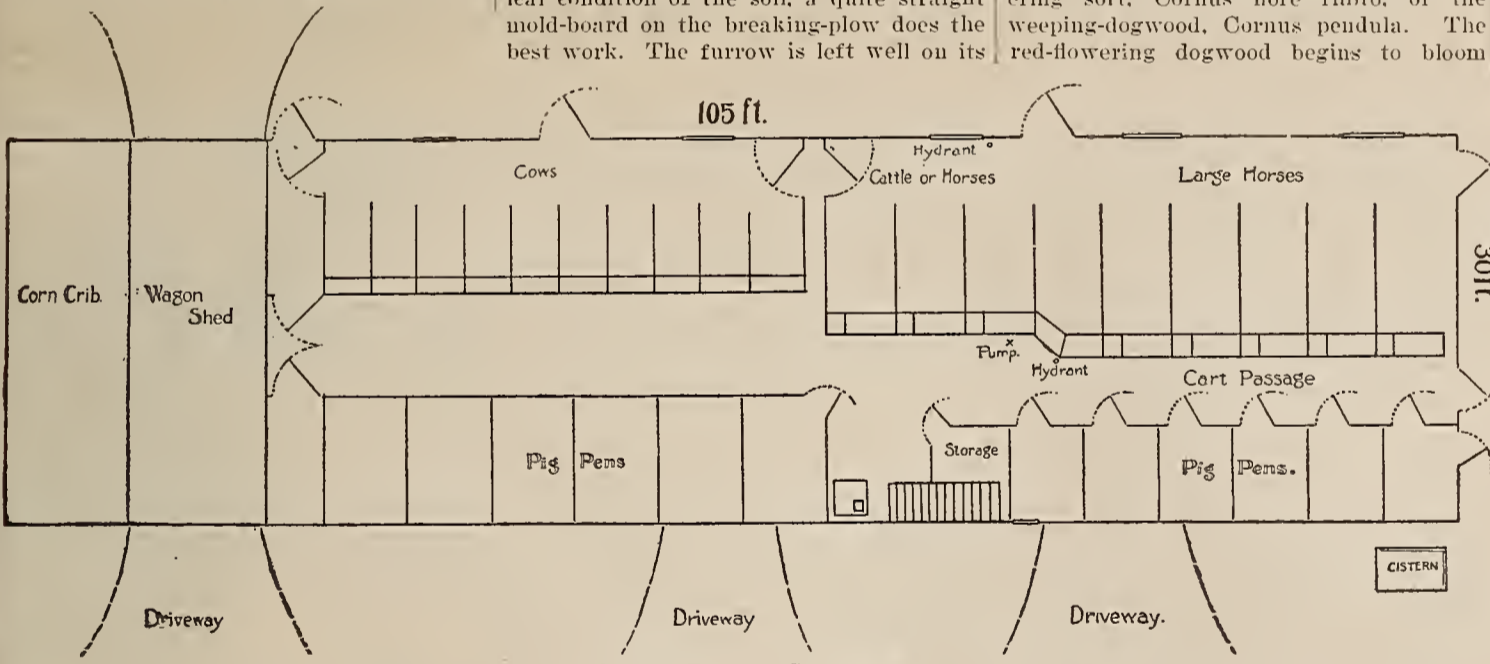 mold-board on the breaking-plow does the
best work. The furrow is left well on its
weeping-dogwood, Cornus pendula. The
red-flowering dogwood begins to bloom
105 ft.
Hydrant
Cows
Cattle or Horses
Large Horses
30ft.
Corn Crib.
Wagon
Shed
Pump.
Hydrant
Cart Passage
Storage
Pig Pens
Pig Pens.
CISTERN
Driveway
Driveway
Driveway.